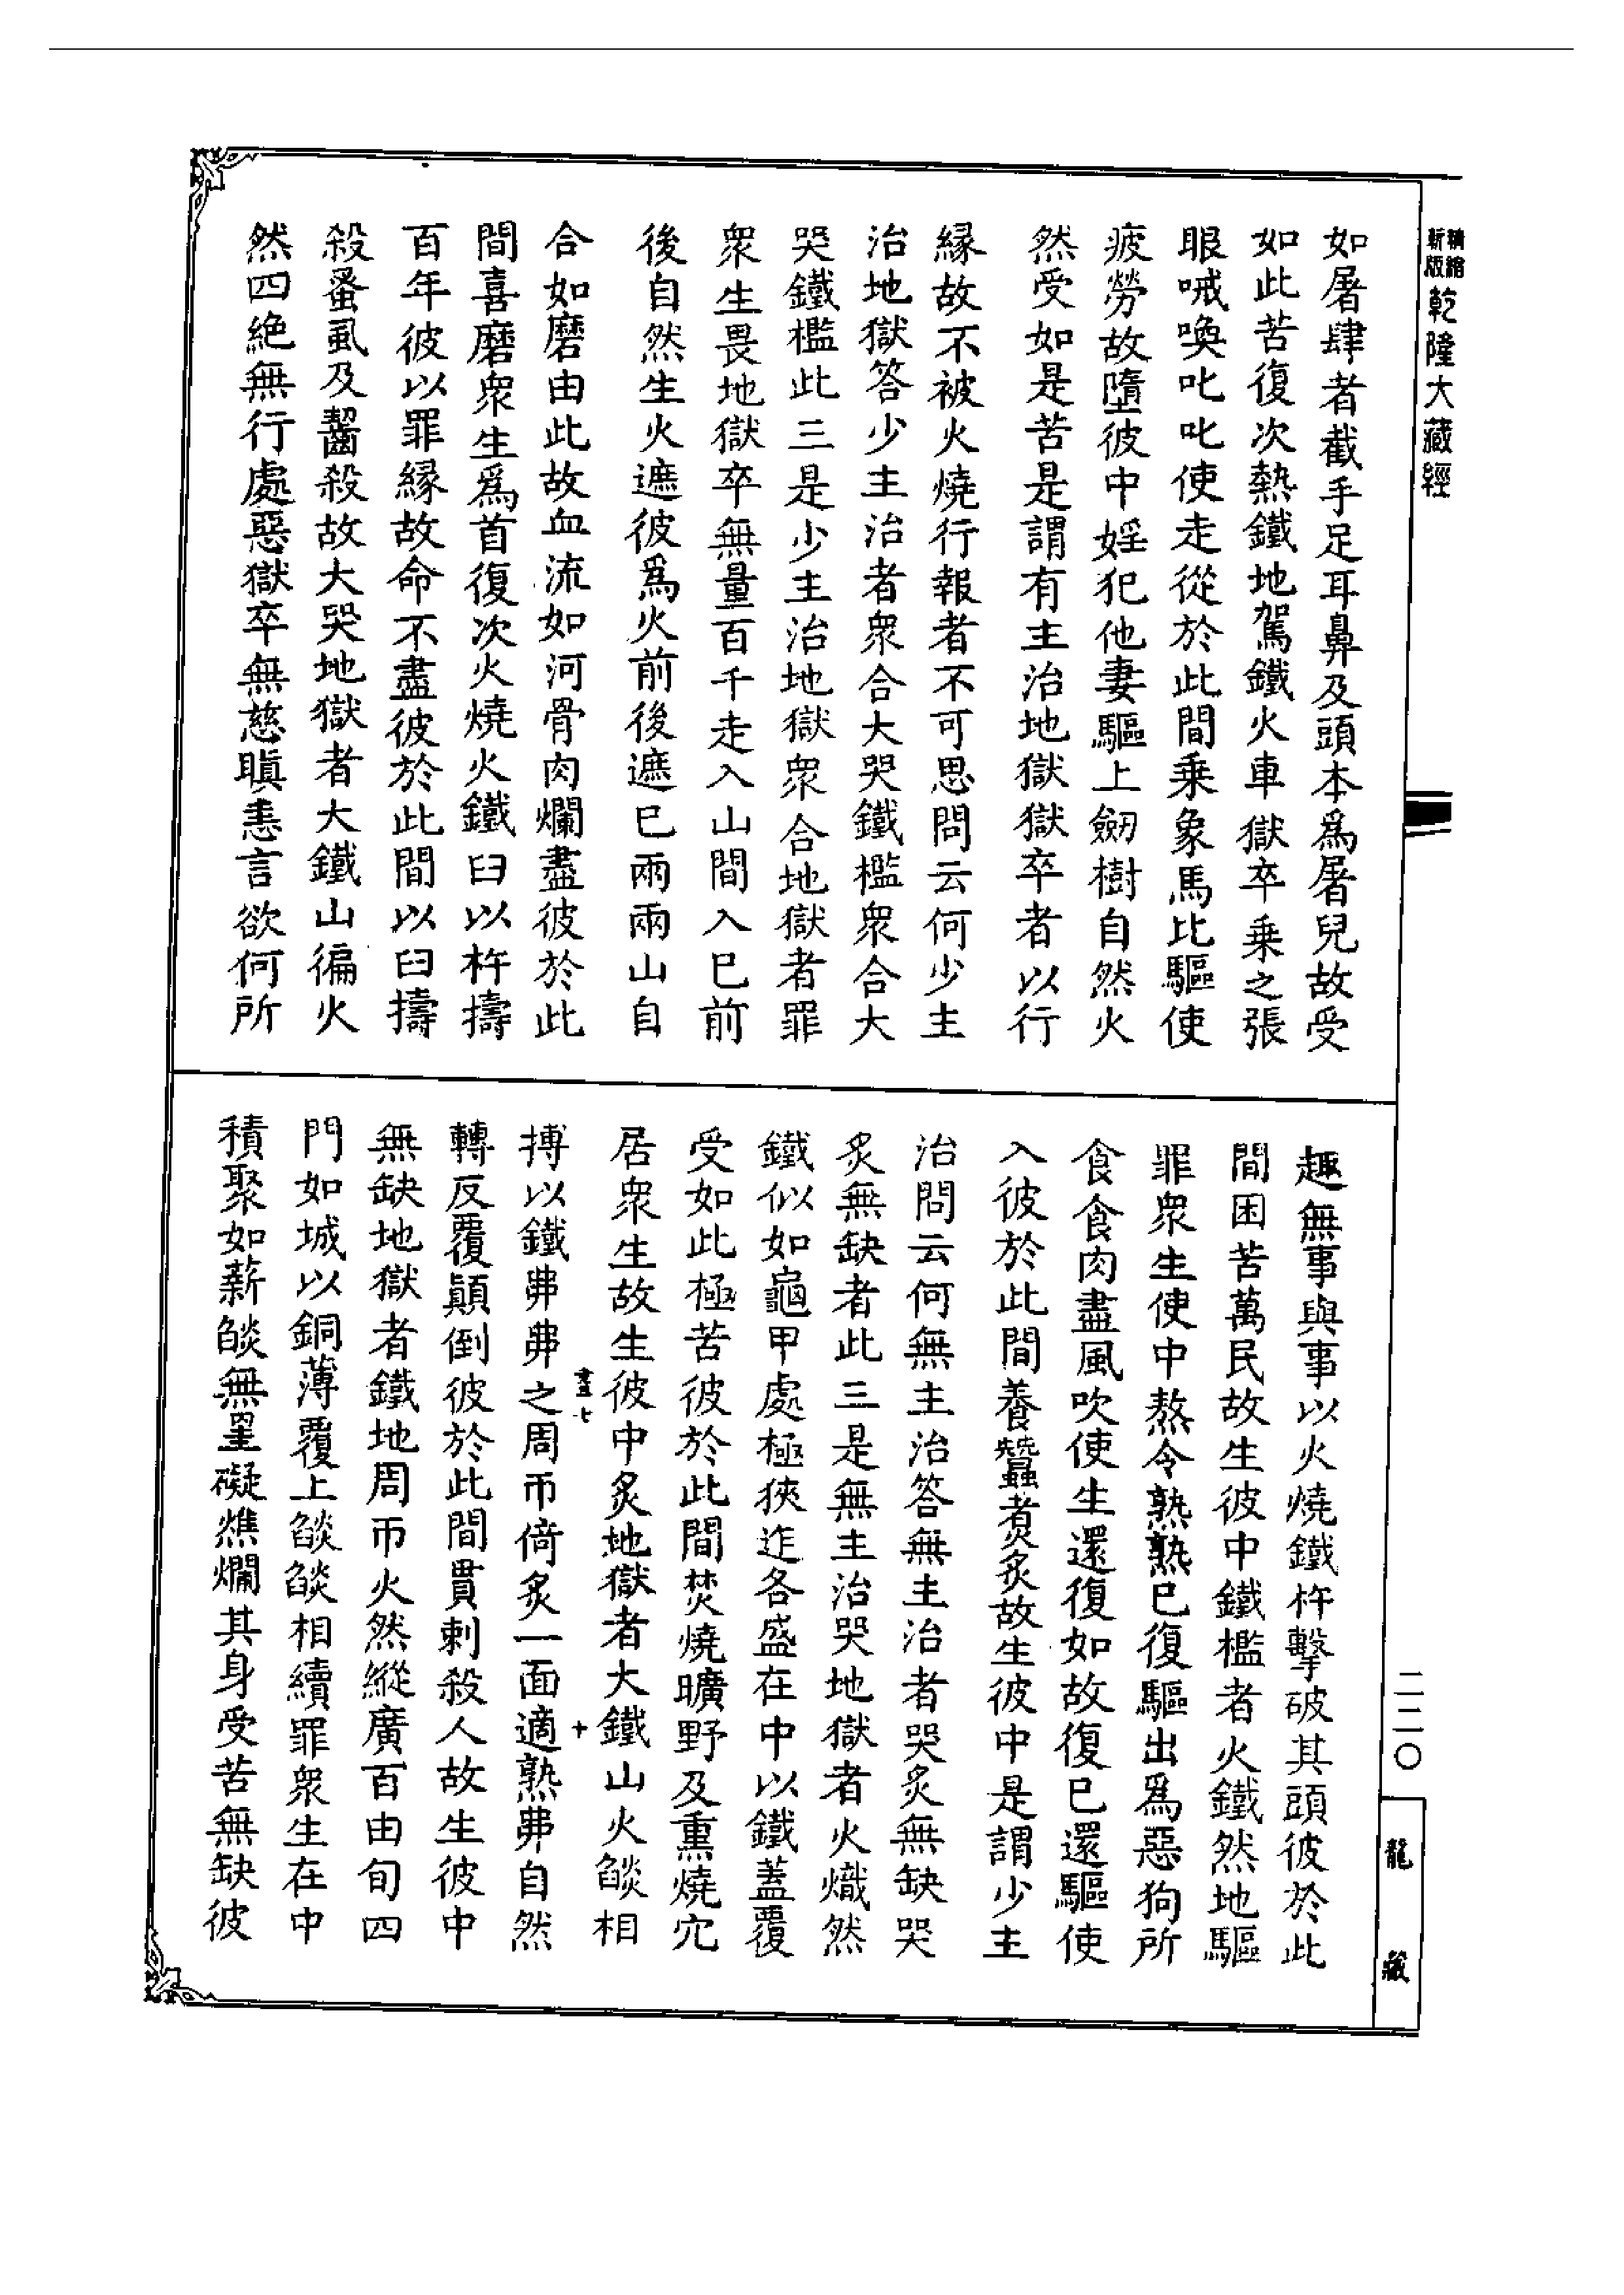 新版精縮乾隆大藏經
如屠肆者截手足耳鼻及頭本爲屠兒故受
如此苦復次熱鐵地駕鐵火車獄卒乗之張
眼喊喚叱叱使走從於此間乗象馬比驅使
疲勞故墮彼中婬犯他妻驅上劒樹自然火
然受如是苦是謂有主治地獄獄卒者以行
縁故不被火燒行報者不可思問云何少主
治地獄答少主治者衆合大哭鐵檻衆合大
哭鐵檻此三是少主治地獄衆合地獄者罪
衆生畏地獄卒無量百千走入山間入巳前
後自然生火遮彼爲火前後遮巳兩兩山自
合如磨由此故血流如河骨肉爛盡彼於此
間喜磨衆生爲首復次火燒火鐵臼以杵擣
百年彼以罪縁故命不盡彼於此間以臼擣
殺蚤虱及齧殺故大哭地獄者大鐵山徧火
然四絶無行處惡獄卒無慈瞋恚言欲何所
趣無事與事以火燒鐵杵擊破其頭彼於此
間困苦萬民故生彼中鐵檻者火鐵然地驅
罪衆生使中熬令熟熟巳復驅出爲惡狗所
食食肉盡風吹使生還復如故復巳還驅使
入彼於此間養蠶煑炙故生彼中是謂少主
治問云何無主治答無主治者哭炙無缺哭
炙無缺者此三是無主治哭地獄者火熾然
鐵似如龜甲處極狹迮各盛在中以鐵蓋覆
受如此極苦彼於此間焚燒曠野及熏燒穴
居衆生故生彼中炙地獄者大鐵山火燄相
搏以鐵弗弗之周帀倚炙一面適熟弗自然
轉反覆顛倒彼於此間貫刺殺人故生彼中
無缺地獄者鐵地周帀火然縱廣百由旬四
門如城以銅薄覆上燄燄相續罪衆生在中
積聚如薪燄無罣礙燋爛其身受苦無缺彼
二二〇
龍藏